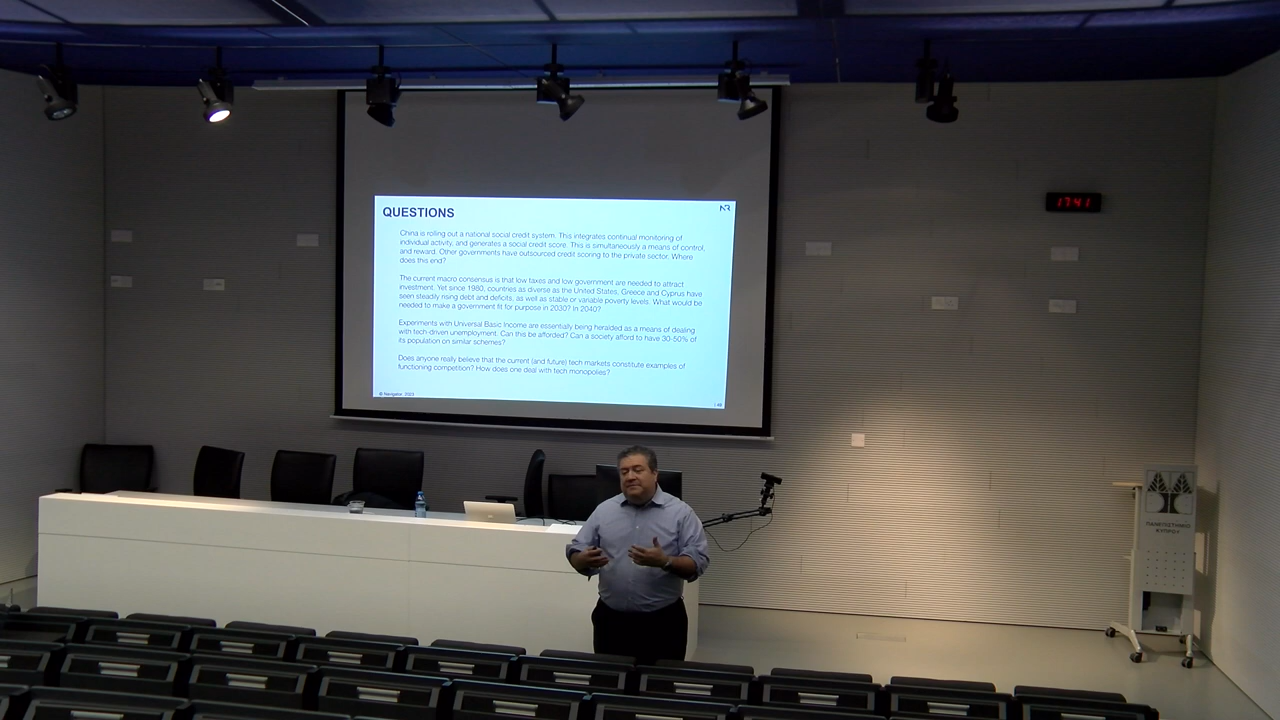 QUESTIONS
NR
China is rolling out a national social credit system. This integrates continual monitoring of
individual activity, and generates a social credit score. This is simultaneously a means of control,
and reward. Other governments have outsourced credit scoring to the private sector. Where
does this end?
The current macro consensus is that low taxes and low government are needed to attract
investment. Yet since 1980, countries as diverse as the United States, Greece and Cyprus have
seen steadily rising debt and deficits, as well as stable or variable poverty levels. What would be
needed to make a government fit for purpose in 2030? In 2040?
Experiments with Universal Basic Income are essentially being heralded as a means of dealing
with tech-driven unemployment. Can this be afforded? Can a society afford to have 30-50% of
its population on similar schemes?
Does anyone really believe that the current (and future) tech markets constitute examples of
functioning competition? How does one deal with tech monopolies?
© Navigator, 2023
| 48
17:41
ΠΑΝΕΠΙΣΤΗΜΙΟ
ΚΥΠΡΟΥ